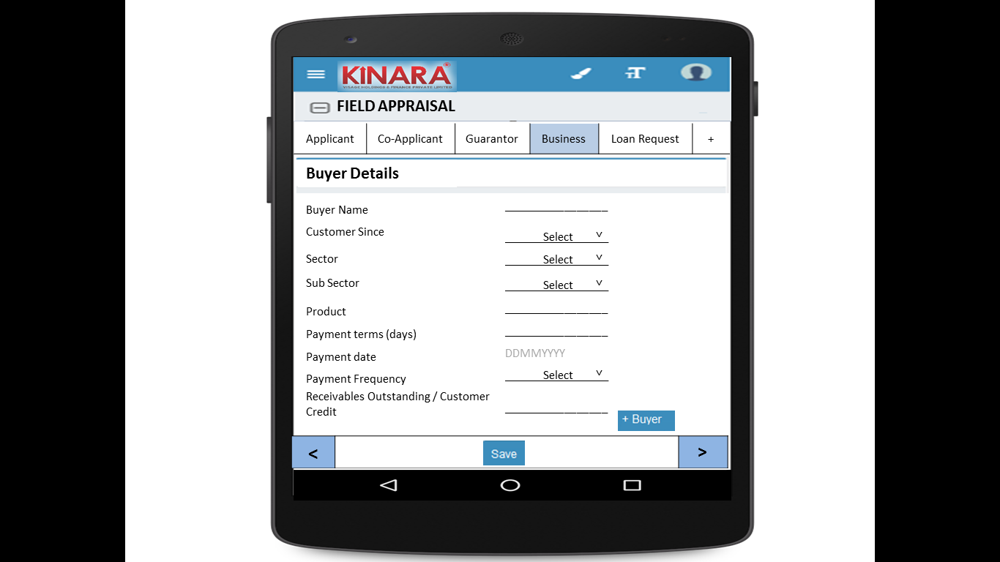 KINARA®
VISAGE HOLDINGS & FINANCE PRIVATE LIMITED
FIELD APPRAISAL
Applicant Co-Applicant Guarantor Business Loan Request +
Buyer Details
Buyer Name
Customer Since Select v
Sector Select v
Sub Sector Select v
Product
Payment terms (days)
Payment date DDMMYYYY
Payment Frequency Select v
Receivables Outstanding / Customer
Credit
+ Buyer
< Save >